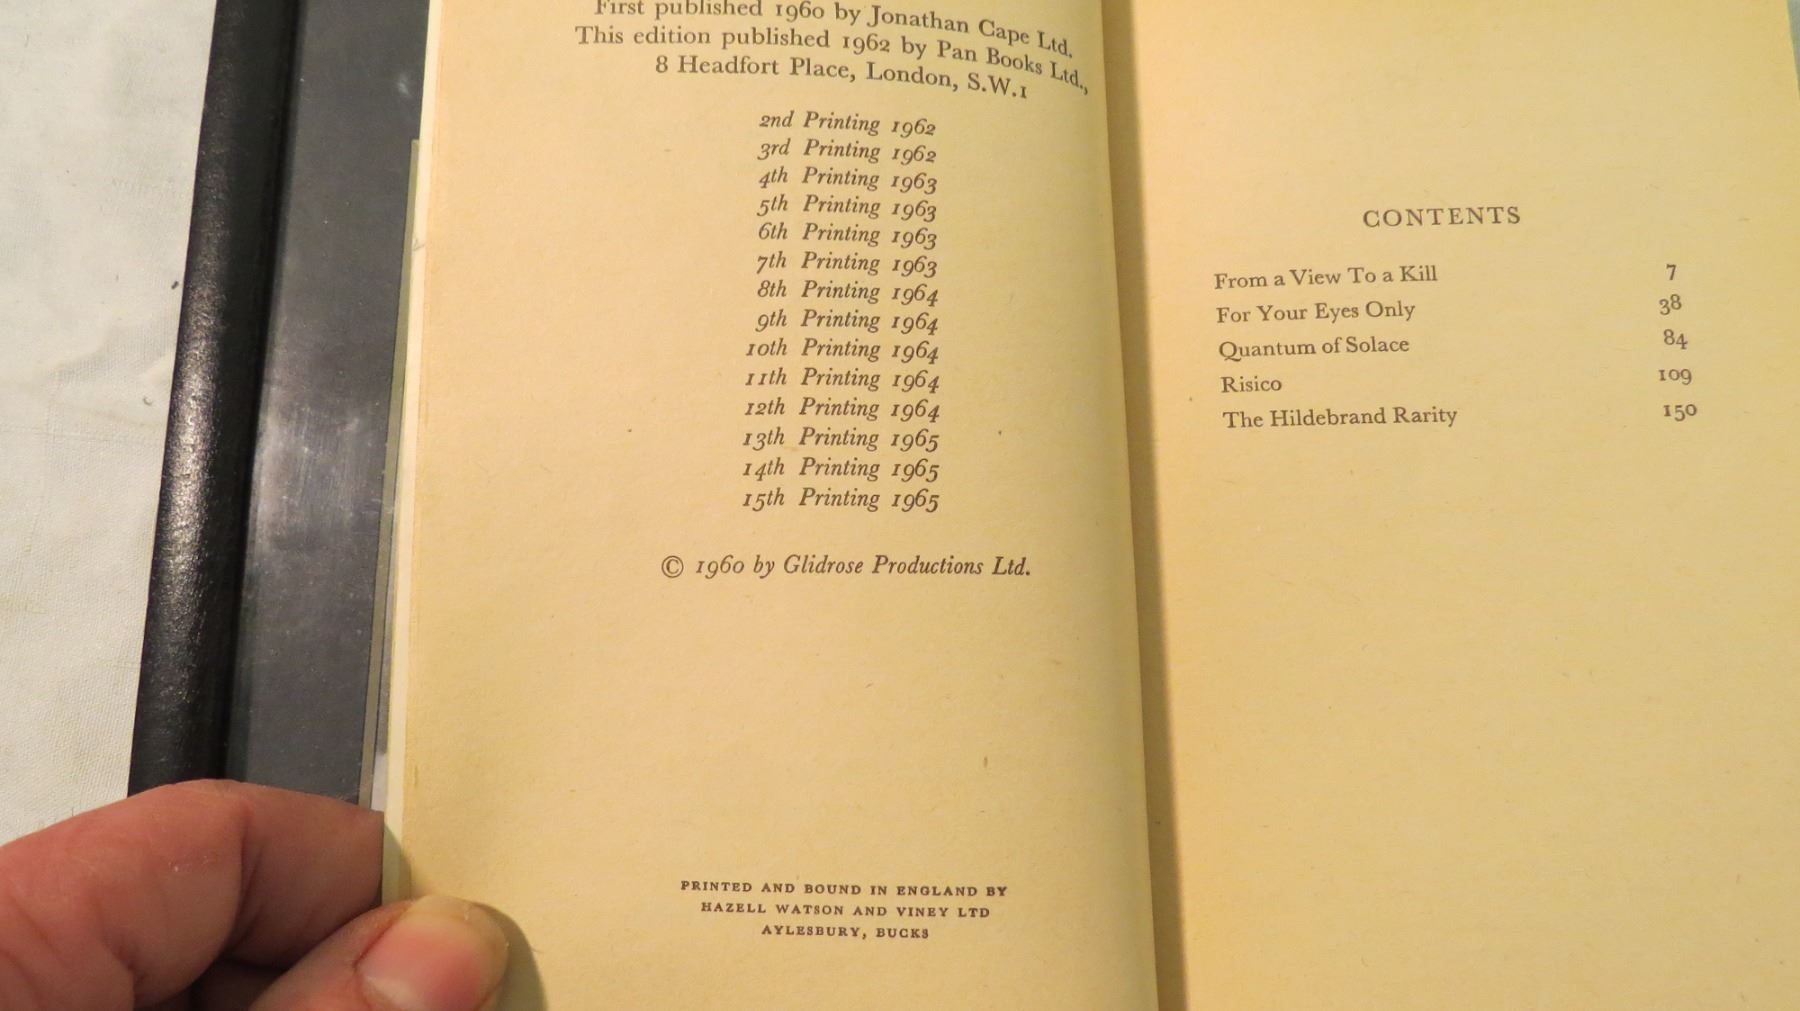 First published 1960 by Jonathan Cape Ltd.
This edition published 1962 by Pan Books Ltd.,
8 Headfort Place, London, S.W.1
2nd Printing 1962
3rd Printing 1962
4th Printing 1963
5th Printing 1963
6th Printing 1963
7th Printing 1963
8th Printing 1964
9th Printing 1964
10th Printing 1964
11th Printing 1964
12th Printing 1964
13th Printing 1965
14th Printing 1965
15th Printing 1965
© 1960 by Glidrose Productions Ltd.
PRINTED AND BOUND IN ENGLAND BY
HAZELL WATSON AND VINEY LTD
AYLESBURY, BUCKS
CONTENTS
From a View To a Kill 7
For Your Eyes Only 38
Quantum of Solace 84
Risico 109
The Hildebrand Rarity 150